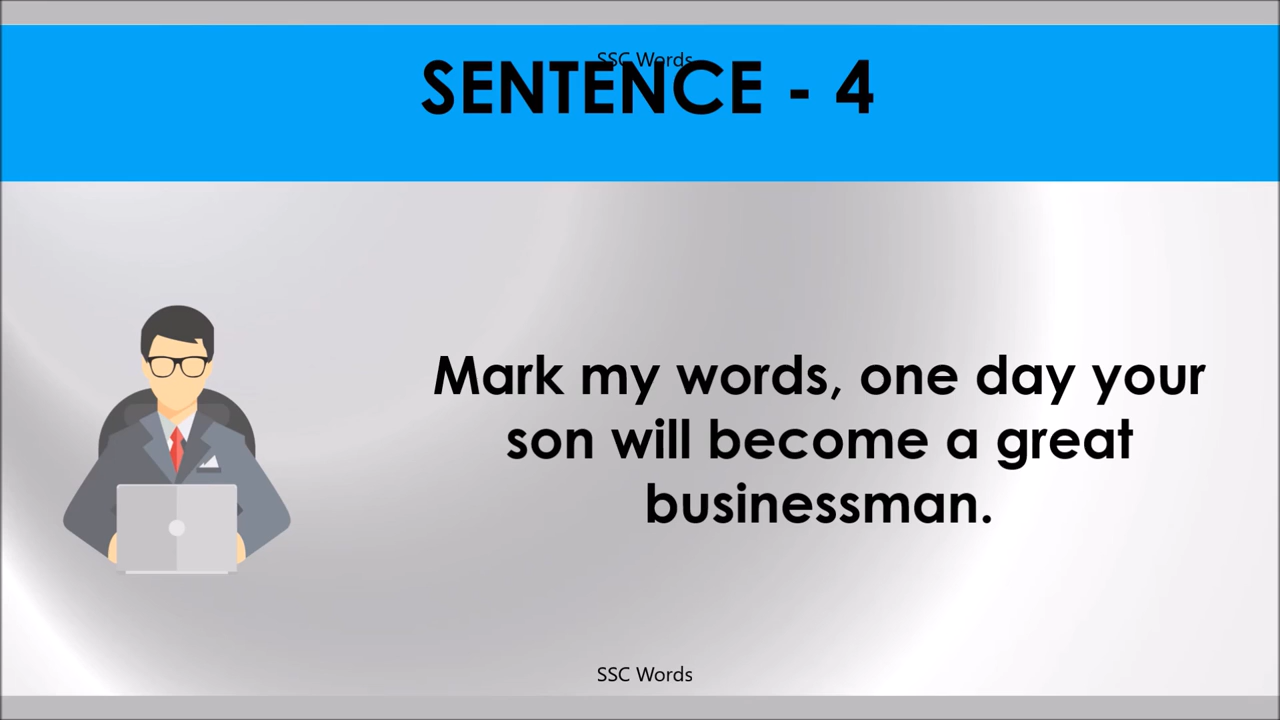 SSC Words
SENTENCE - 4
Mark my words, one day your
son will become a great
businessman.
SSC Words